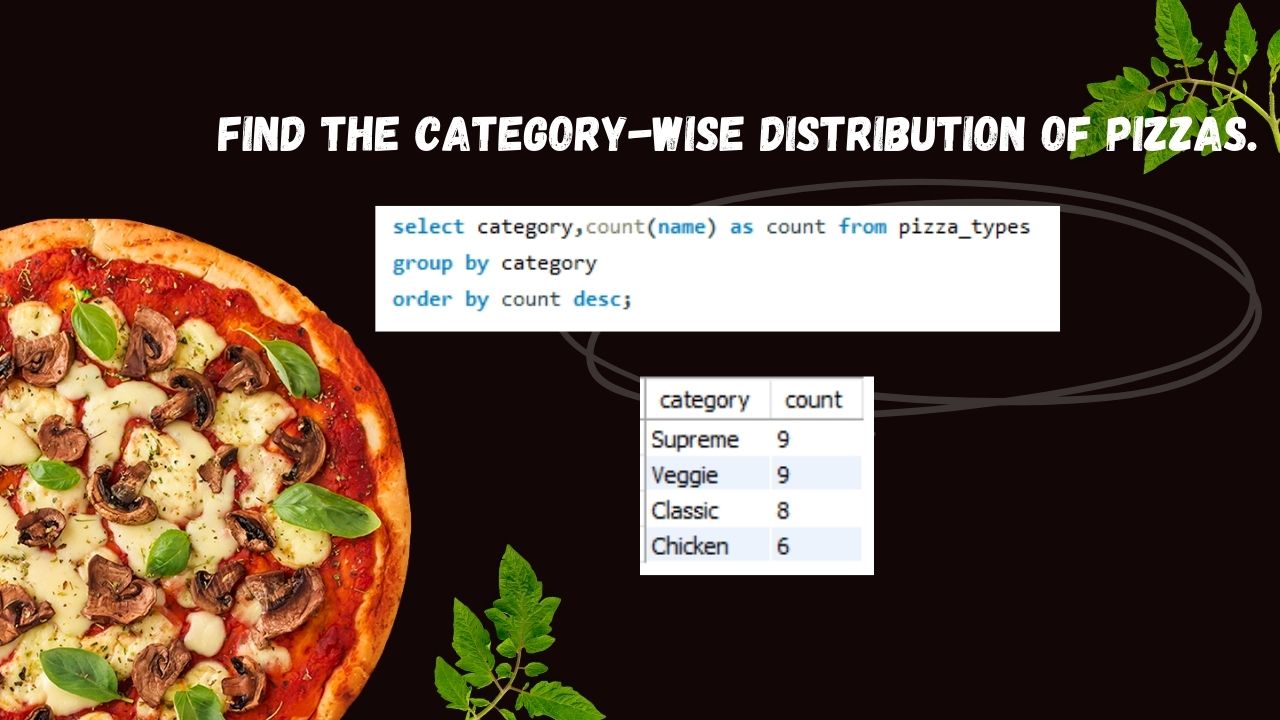 FIND THE CATEGORY-WISE DISTRIBUTION OF PIZZAS.
select category,count(name) as count from pizza_types
group by category
order by count desc;
category count
Supreme 9
Veggie 9
Classic 8
Chicken 6